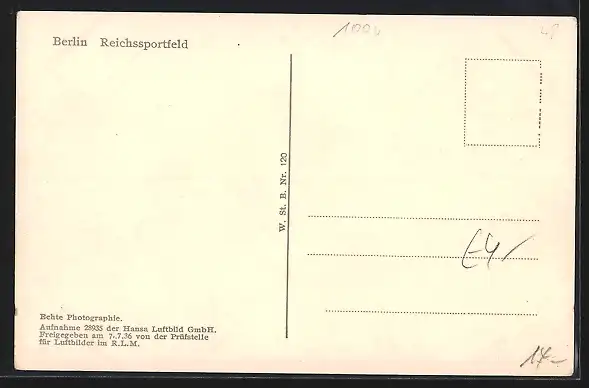 1994
Berlin Reichssportfeld
W. St. B. Nr. 120
Echte Photographie.
Aufnahme 28935 der Hansa Luftbild GmbH.
Freigegeben am 7.7.36 von der Prüfstelle
für Luftbilder im R.L.M.